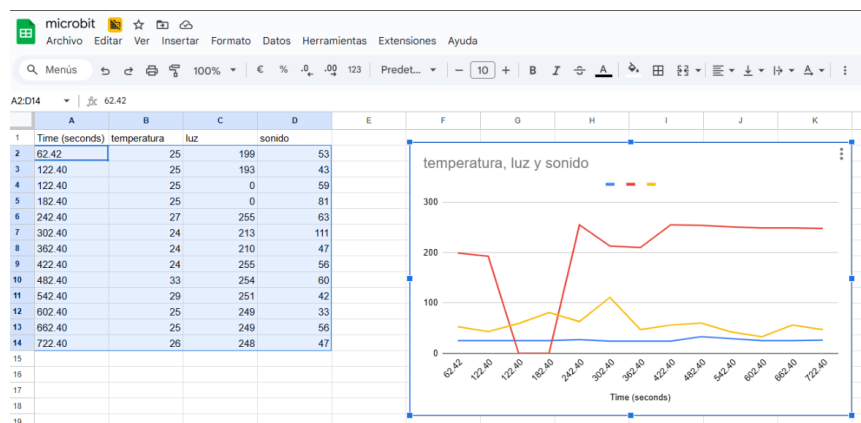 microbit
Archivo Editar Ver Insertar Formato Datos Herramientas Extensiones Ayuda
Menús 100% € % .0 .00 123 Predet... − 10 + B I A
A2:D14 fx 62.42
A B C D E F G H I J K
1 Time (seconds) temperatura luz sonido
2 62.42 25 199 53
3 122.40 25 193 43
4 122.40 25 0 59
5 182.40 25 0 81
6 242.40 27 255 63
7 302.40 24 213 111
8 362.40 24 210 47
9 422.40 24 255 56
10 482.40 33 254 60
11 542.40 29 251 42
12 602.40 25 249 33
13 662.40 25 249 56
14 722.40 26 248 47
15
16
17
18
19
temperatura, luz y sonido
300
200
100
0
62.42 122.40 122.40 182.40 242.40 302.40 362.40 422.40 482.40 542.40 602.40 662.40 722.40
Time (seconds)